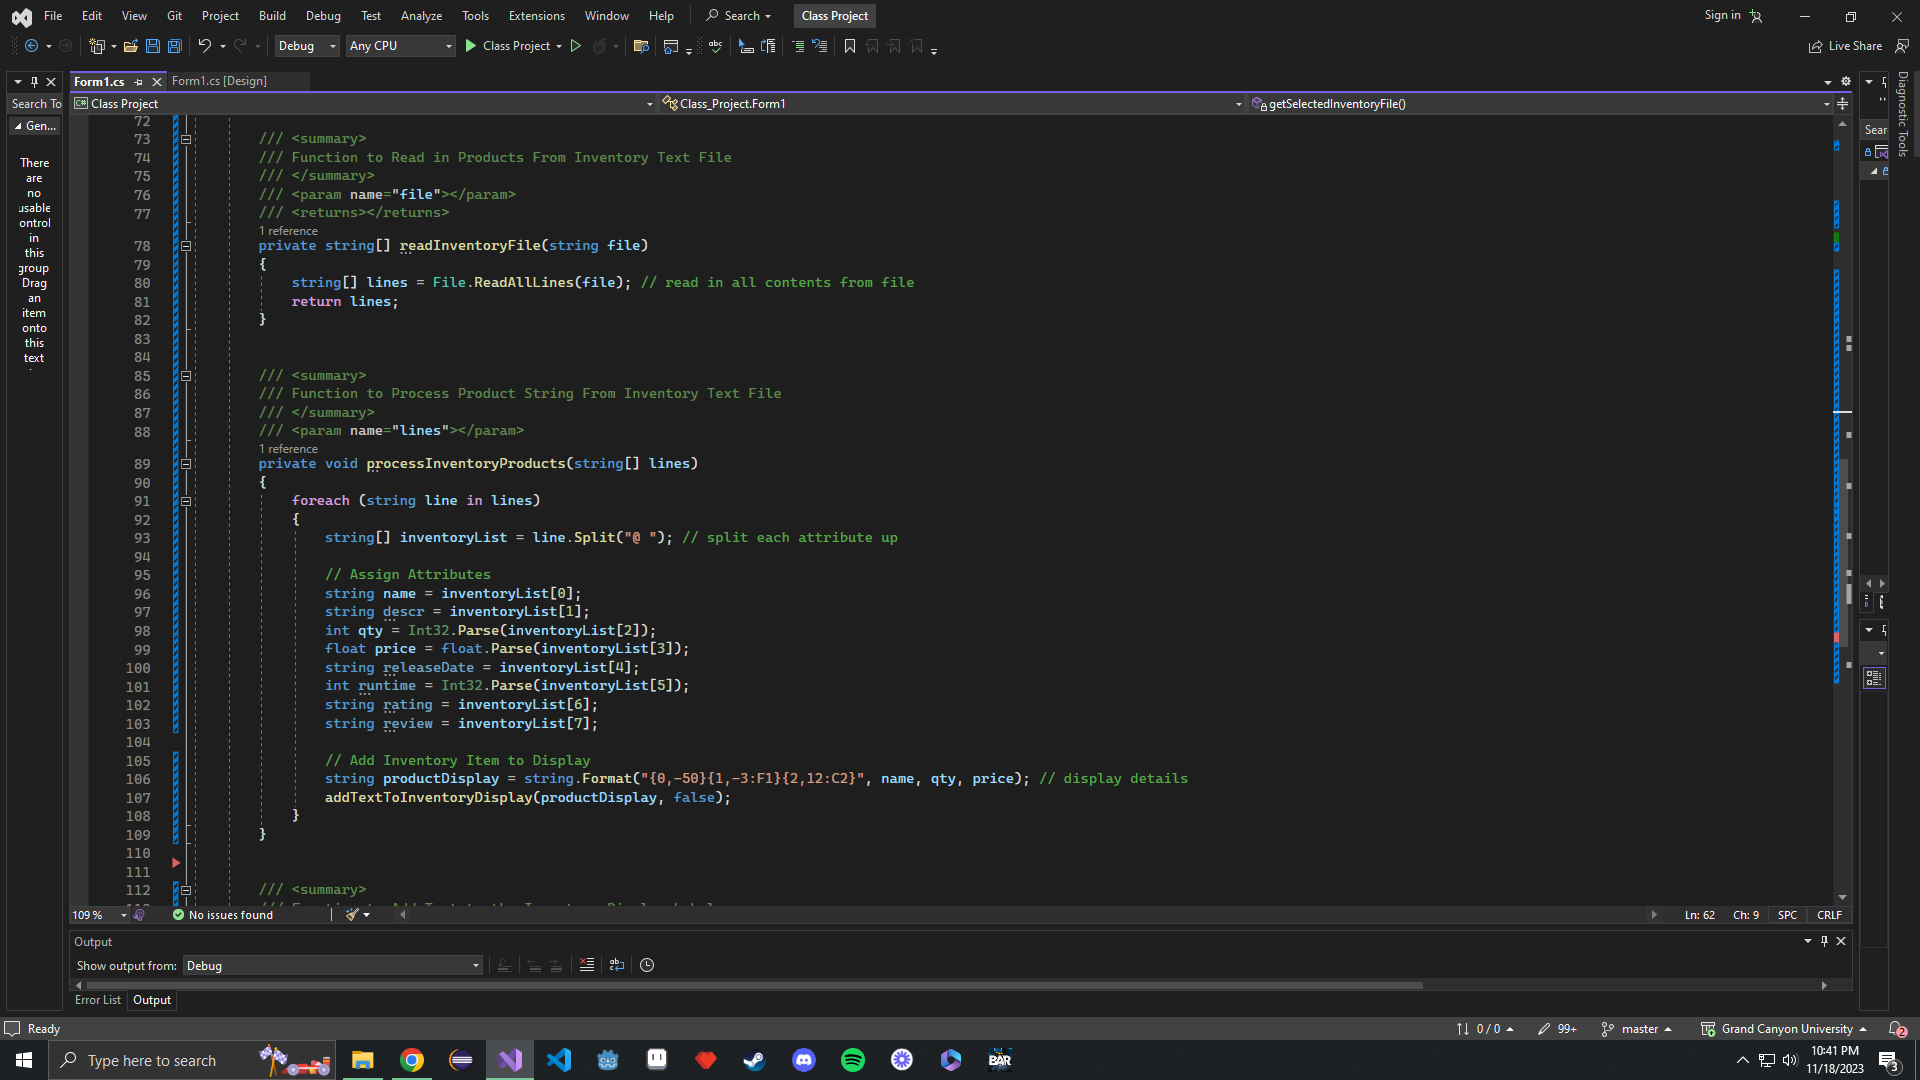 File Edit View Git Project Build Debug Test Analyze Tools Extensions Window Help Search Class Project Sign in
Debug Any CPU Class Project Live Share
Form1.cs Form1.cs [Design]
Search To
Class Project Class_Project.Form1 getSelectedInventoryFile()
Gen...
There
are
no
usable
ontrol
in
this
group
Drag
an
item
onto
this
text
72
73 /// <summary>
74 /// Function to Read in Products From Inventory Text File
75 /// </summary>
76 /// <param name="file"></param>
77 /// <returns></returns>
1 reference
78 private string[] readInventoryFile(string file)
79 {
80 string[] lines = File.ReadAllLines(file); // read in all contents from file
81 return lines;
82 }
83
84
85 /// <summary>
86 /// Function to Process Product String From Inventory Text File
87 /// </summary>
88 /// <param name="lines"></param>
1 reference
89 private void processInventoryProducts(string[] lines)
90 {
91 foreach (string line in lines)
92 {
93 string[] inventoryList = line.Split("@ "); // split each attribute up
94
95 // Assign Attributes
96 string name = inventoryList[0];
97 string descr = inventoryList[1];
98 int qty = Int32.Parse(inventoryList[2]);
99 float price = float.Parse(inventoryList[3]);
100 string releaseDate = inventoryList[4];
101 int runtime = Int32.Parse(inventoryList[5]);
102 string rating = inventoryList[6];
103 string review = inventoryList[7];
104
105 // Add Inventory Item to Display
106 string productDisplay = string.Format("{0,-50}{1,-3:F1}{2,12:C2}", name, qty, price); // display details
107 addTextToInventoryDisplay(productDisplay, false);
108 }
109 }
110
111
112 /// <summary>
Diagnostic Tools
Sear
109 % No issues found Ln: 62 Ch: 9 SPC CRLF
Output
Show output from: Debug
Error List Output
Ready 0 / 0 99+ master Grand Canyon University 2
Type here to search BAR 10:41 PM
11/18/2023 3